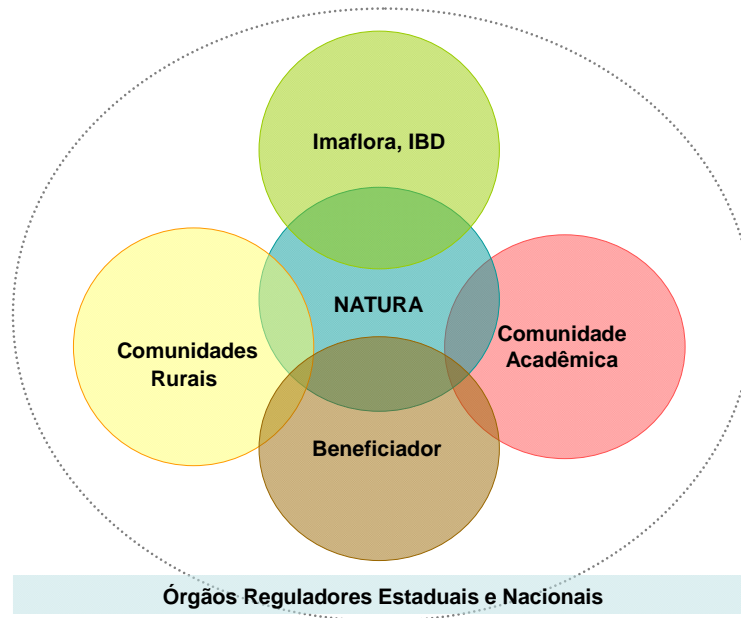 Imaflora, IBD
NATURA
Comunidades
Rurais
Comunidade
Acadêmica
Beneficiador
Órgãos Reguladores Estaduais e Nacionais